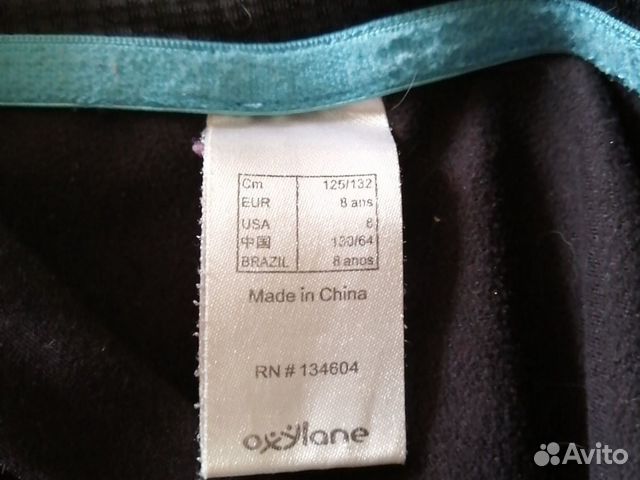 Cm 125/132
EUR 8 ans
USA 8
中国 130/64
BRAZIL 8 anos
Made in China
RN # 134604
oxylane
Avito